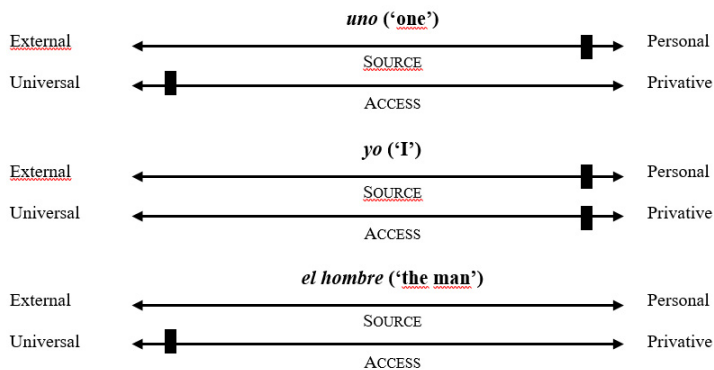 uno (‘one’)
External Personal
SOURCE
Universal Privative
ACCESS
yo (‘I’)
External Personal
SOURCE
Universal Privative
ACCESS
el hombre (‘the man’)
External Personal
SOURCE
Universal Privative
ACCESS